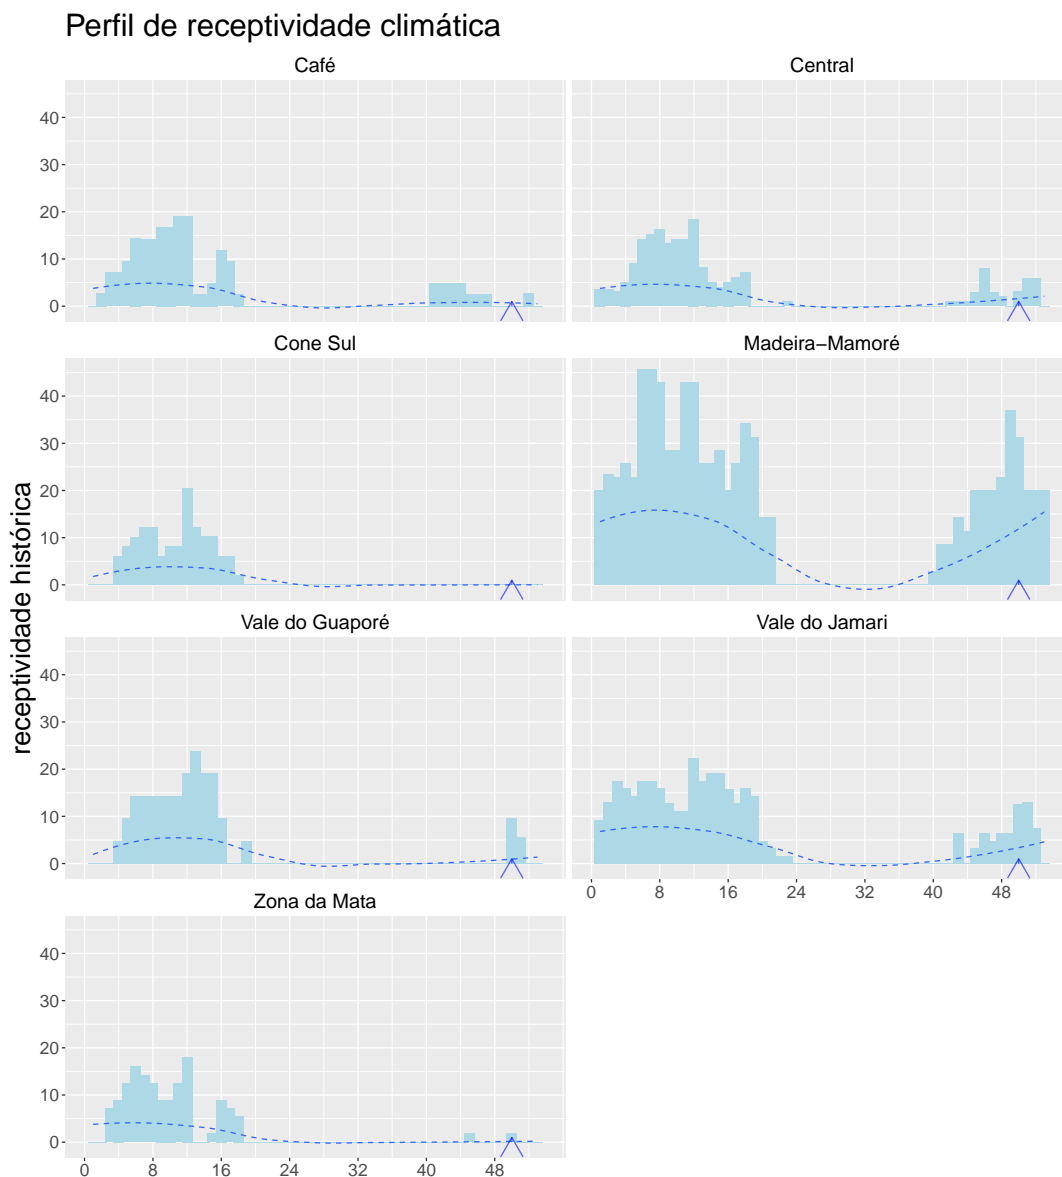 Perfil de receptividade climática
Café
Central
40
30
20
10
0
Cone Sul
Madeira−Mamoré
40
30
20
10
0
receptividade histórica
Vale do Guaporé
Vale do Jamari
40
30
20
10
0
0 8 16 24 32 40 48
Zona da Mata
40
30
20
10
0
0 8 16 24 32 40 48